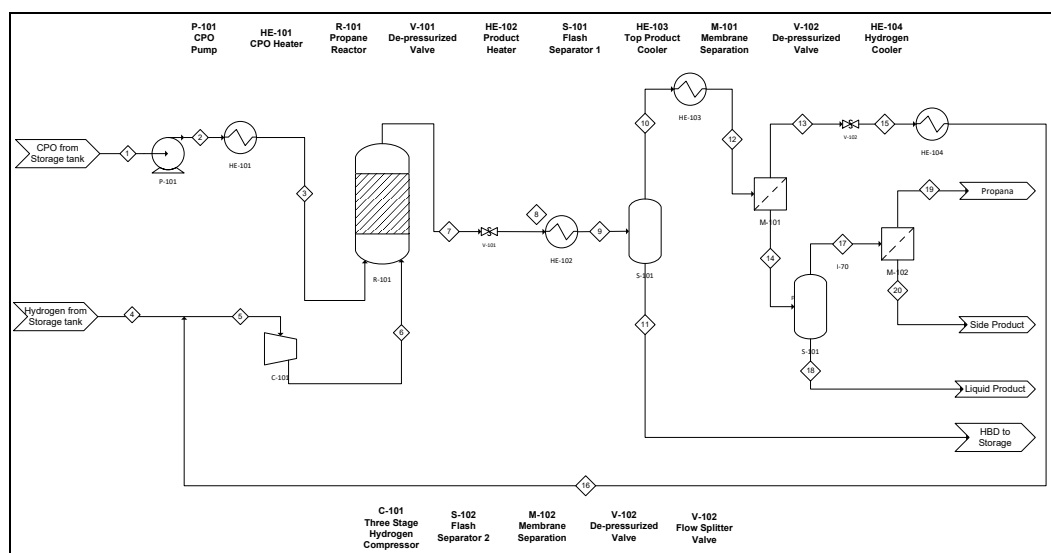 P-101
CPO
Pump
HE-101
CPO Heater
R-101
Propane
Reactor
V-101
De-pressurized
Valve
HE-102
Product
Heater
S-101
Flash
Separator 1
HE-103
Top Product
Cooler
M-101
Membrane
Separation
V-102
De-pressurized
Valve
HE-104
Hydrogen
Cooler
CPO from
Storage tank
1
P-101
2
HE-101
3
R-101
7
V-101
8
HE-102
9
S-101
10
HE-103
12
M-101
13
V-102
15
HE-104
14
19
Propana
17
I-70
M-102
20
Side Product
S-101
18
Liquid Product
11
HBD to
Storage
Hydrogen from
Storage tank
4
5
C-101
6
16
C-101
Three Stage
Hydrogen
Compressor
S-102
Flash
Separator 2
M-102
Membrane
Separation
V-102
De-pressurized
Valve
V-102
Flow Splitter
Valve